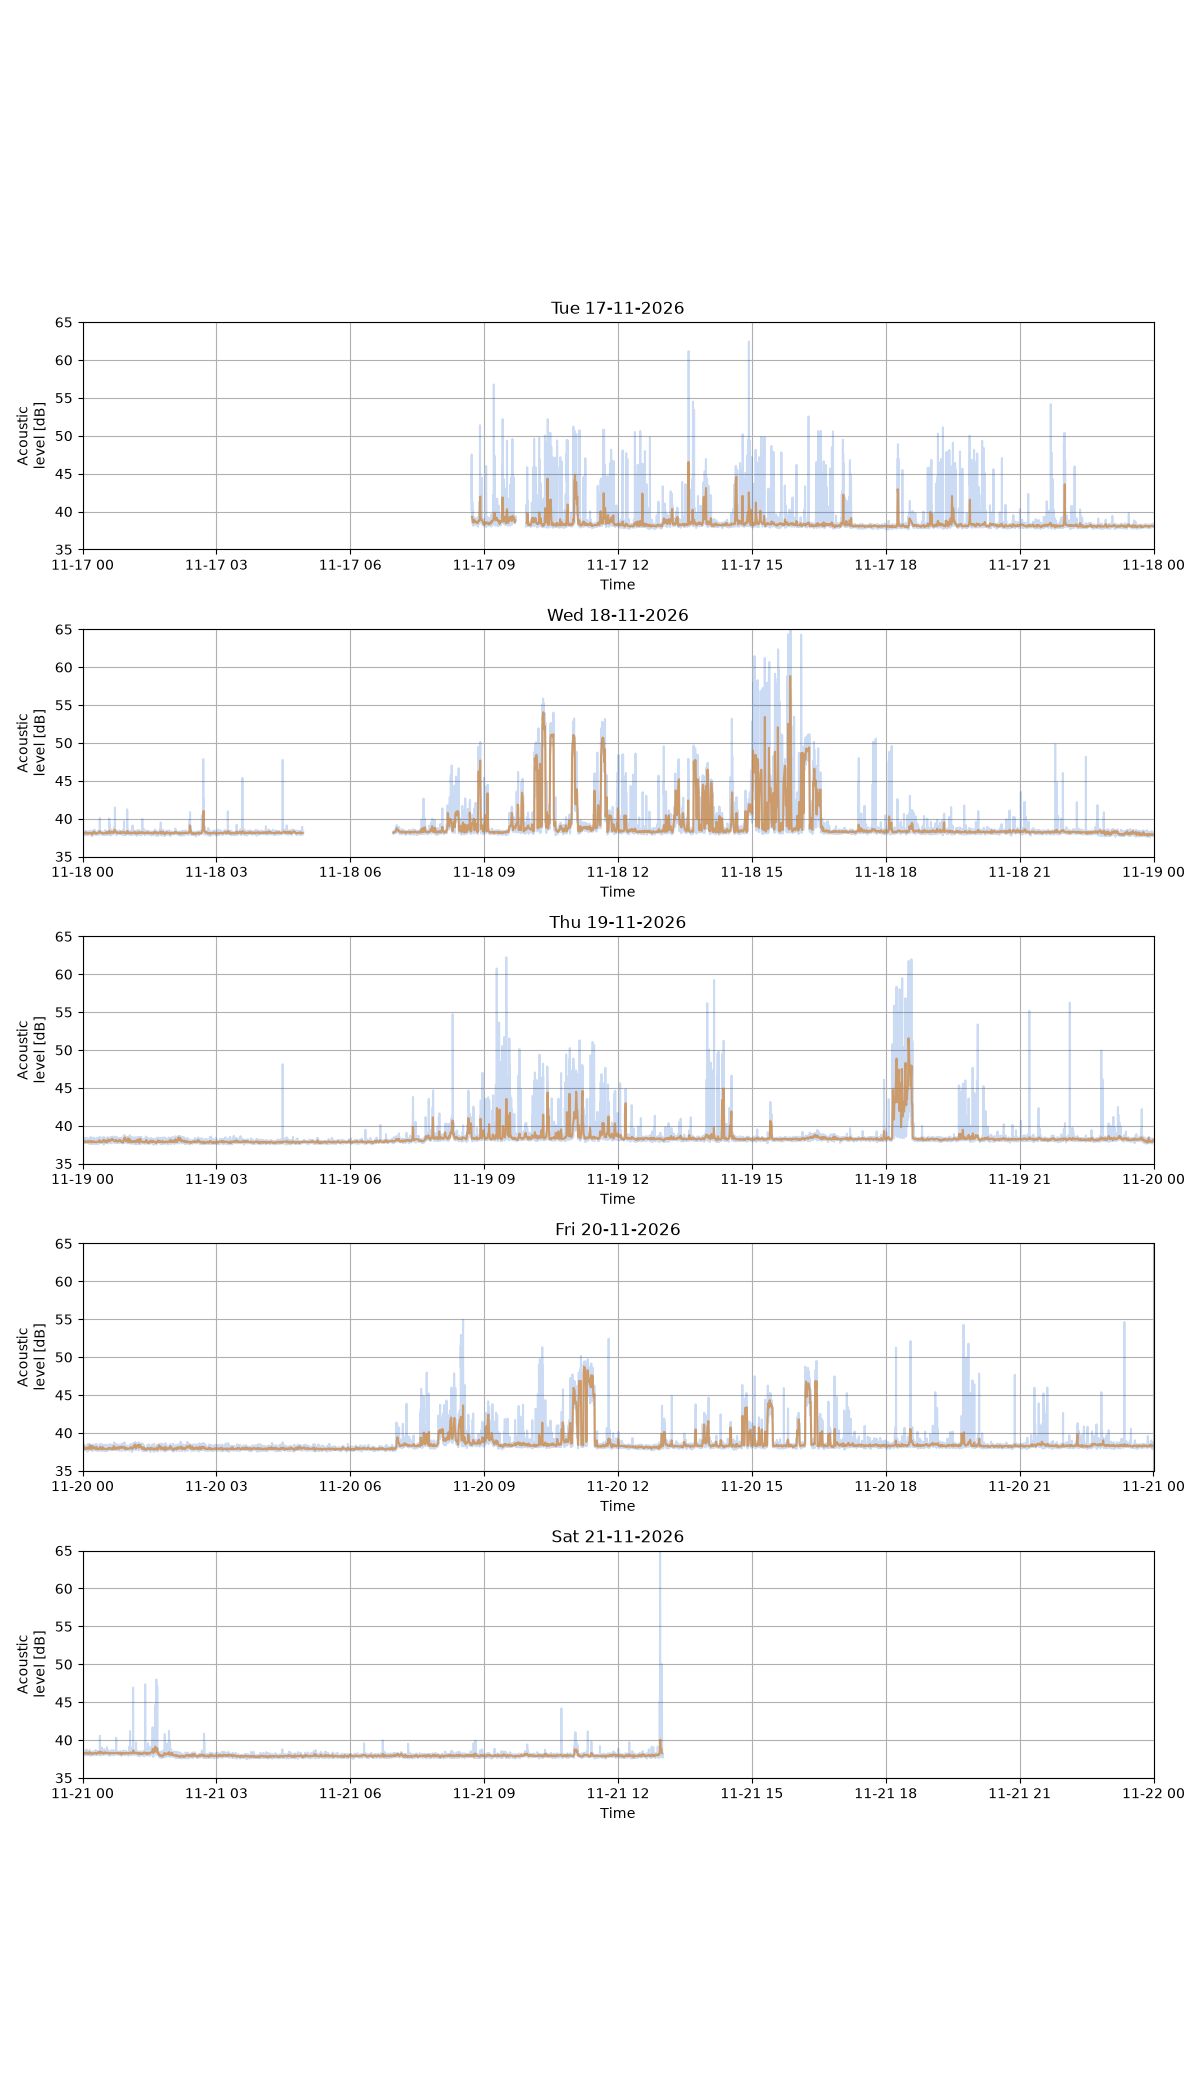 Tue 17-11-2026
Acoustic
level [dB]
65
60
55
50
45
40
35
11-17 00 11-17 03 11-17 06 11-17 09 11-17 12 11-17 15 11-17 18 11-17 21 11-18 00
Time
Wed 18-11-2026
Acoustic
level [dB]
65
60
55
50
45
40
35
11-18 00 11-18 03 11-18 06 11-18 09 11-18 12 11-18 15 11-18 18 11-18 21 11-19 00
Time
Thu 19-11-2026
Acoustic
level [dB]
65
60
55
50
45
40
35
11-19 00 11-19 03 11-19 06 11-19 09 11-19 12 11-19 15 11-19 18 11-19 21 11-20 00
Time
Fri 20-11-2026
Acoustic
level [dB]
65
60
55
50
45
40
35
11-20 00 11-20 03 11-20 06 11-20 09 11-20 12 11-20 15 11-20 18 11-20 21 11-21 00
Time
Sat 21-11-2026
Acoustic
level [dB]
65
60
55
50
45
40
35
11-21 00 11-21 03 11-21 06 11-21 09 11-21 12 11-21 15 11-21 18 11-21 21 11-22 00
Time